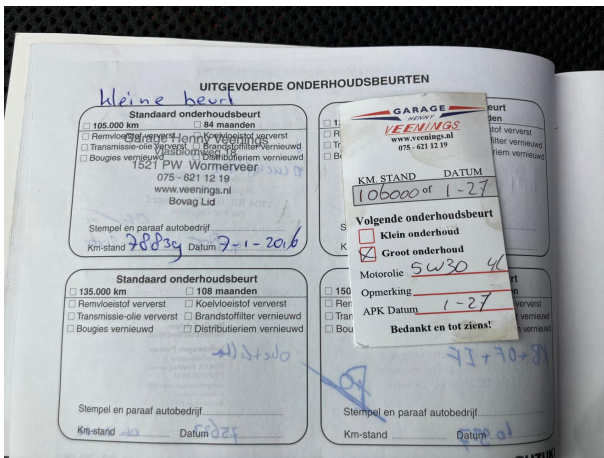 UITGEVOERDE ONDERHOUDSBEURTEN
kleine beurt
Standaard onderhoudsbeurt
105.000 km 84 maanden
Remvloeistof ververst Koelvloeistof ververst
Transmissie-olie ververst Brandstoffilter vernieuwd
Bougies vernieuwd Distributieriem vernieuwd
Garage Henny Veenings
Vlasblomweg 18
1521 PW Wormerveer
075 - 621 12 19
www.veenings.nl
Bovag Lid
Stempel en paraaf autobedrijf
Km-stand 78839 Datum 7-1-2016
GARAGE
HENNY
VEENINGS
www.veenings.nl
075 - 621 12 19
KM. STAND DATUM
106000 of 1-27
Volgende onderhoudsbeurt
Klein onderhoud
Groot onderhoud
Motorolie 5W30 4L
Opmerking
APK Datum 1-27
Bedankt en tot ziens!
Standaard onderhoudsbeurt
135.000 km 108 maanden
Remvloeistof ververst Koelvloeistof ververst
Transmissie-olie ververst Brandstoffilter vernieuwd
Bougies vernieuwd Distributieriem vernieuwd
Stempel en paraaf autobedrijf
Km-stand Datum
Stempel en paraaf autobedrijf
Km-stand Datum